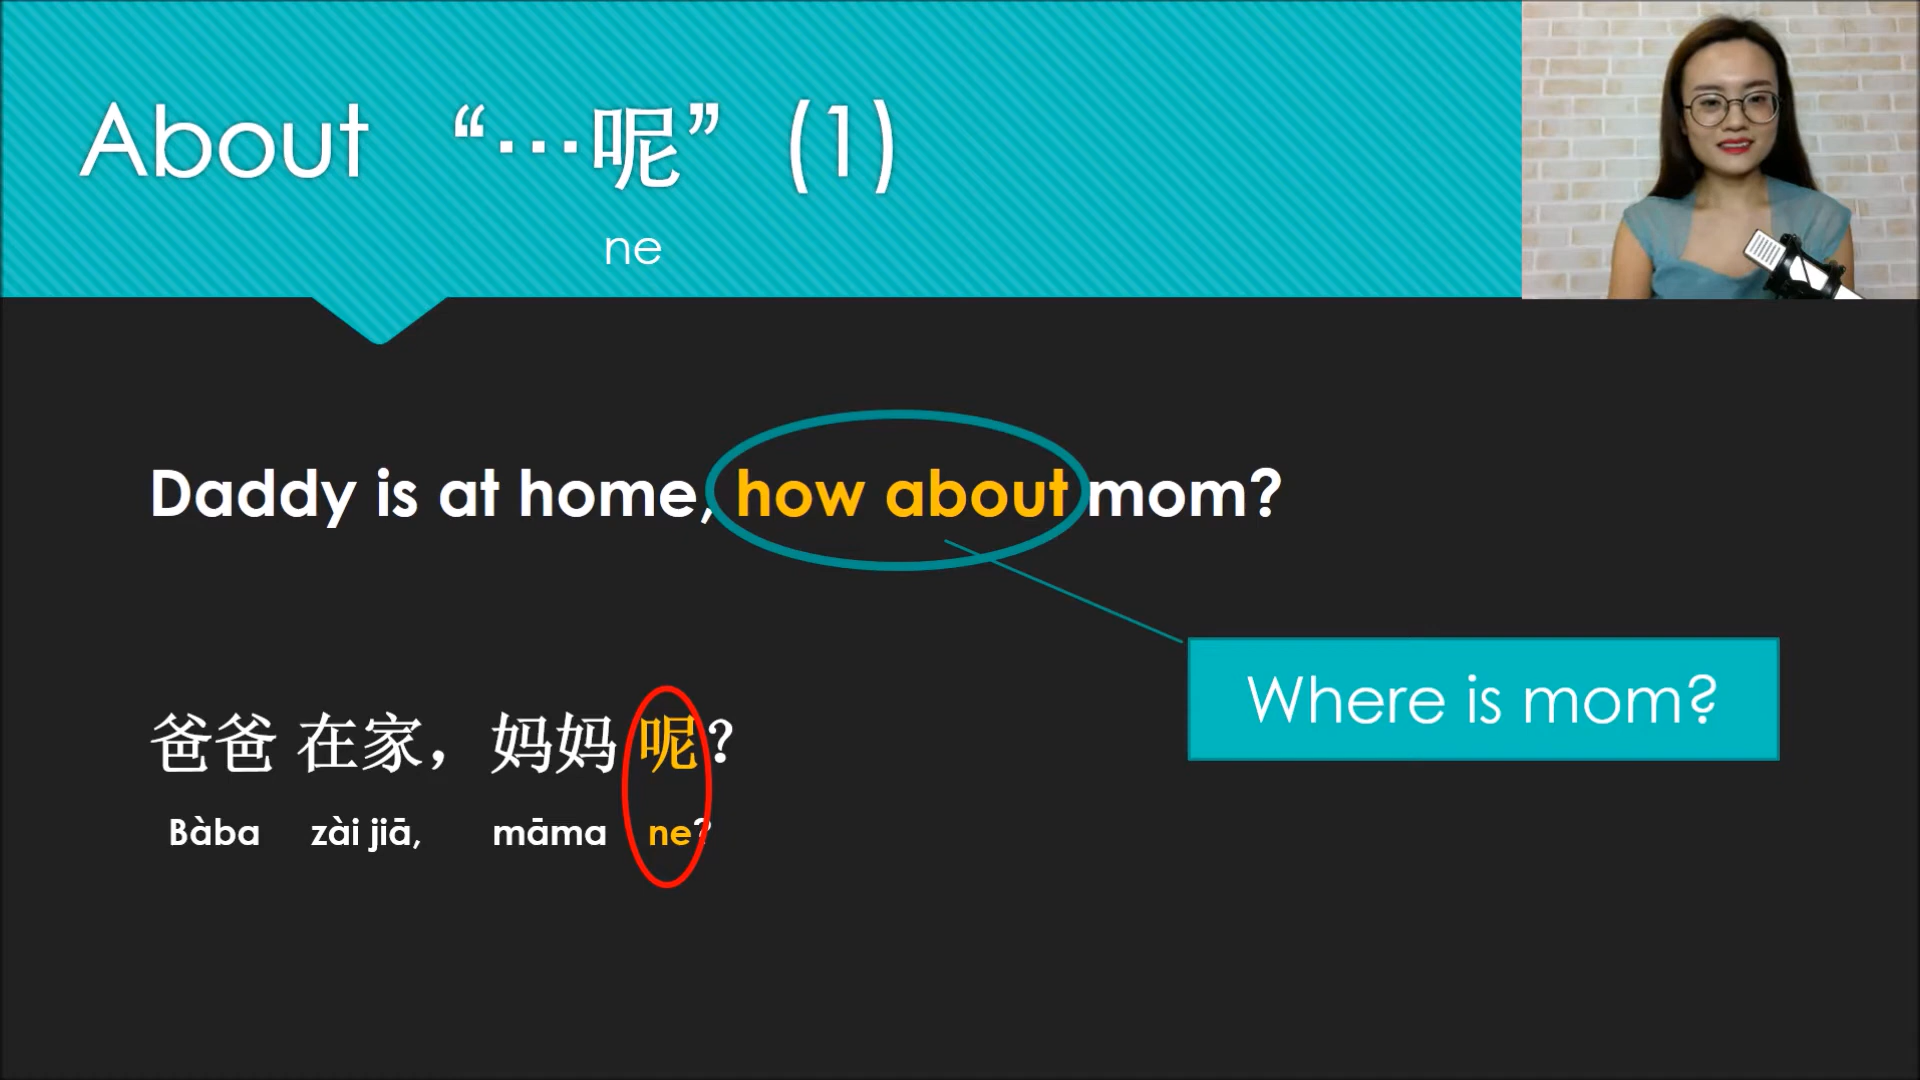 About “…呢” (1)
ne
Daddy is at home, how about mom?
Where is mom?
爸爸 在家，妈妈 呢？
Bàba zài jiā, māma ne?